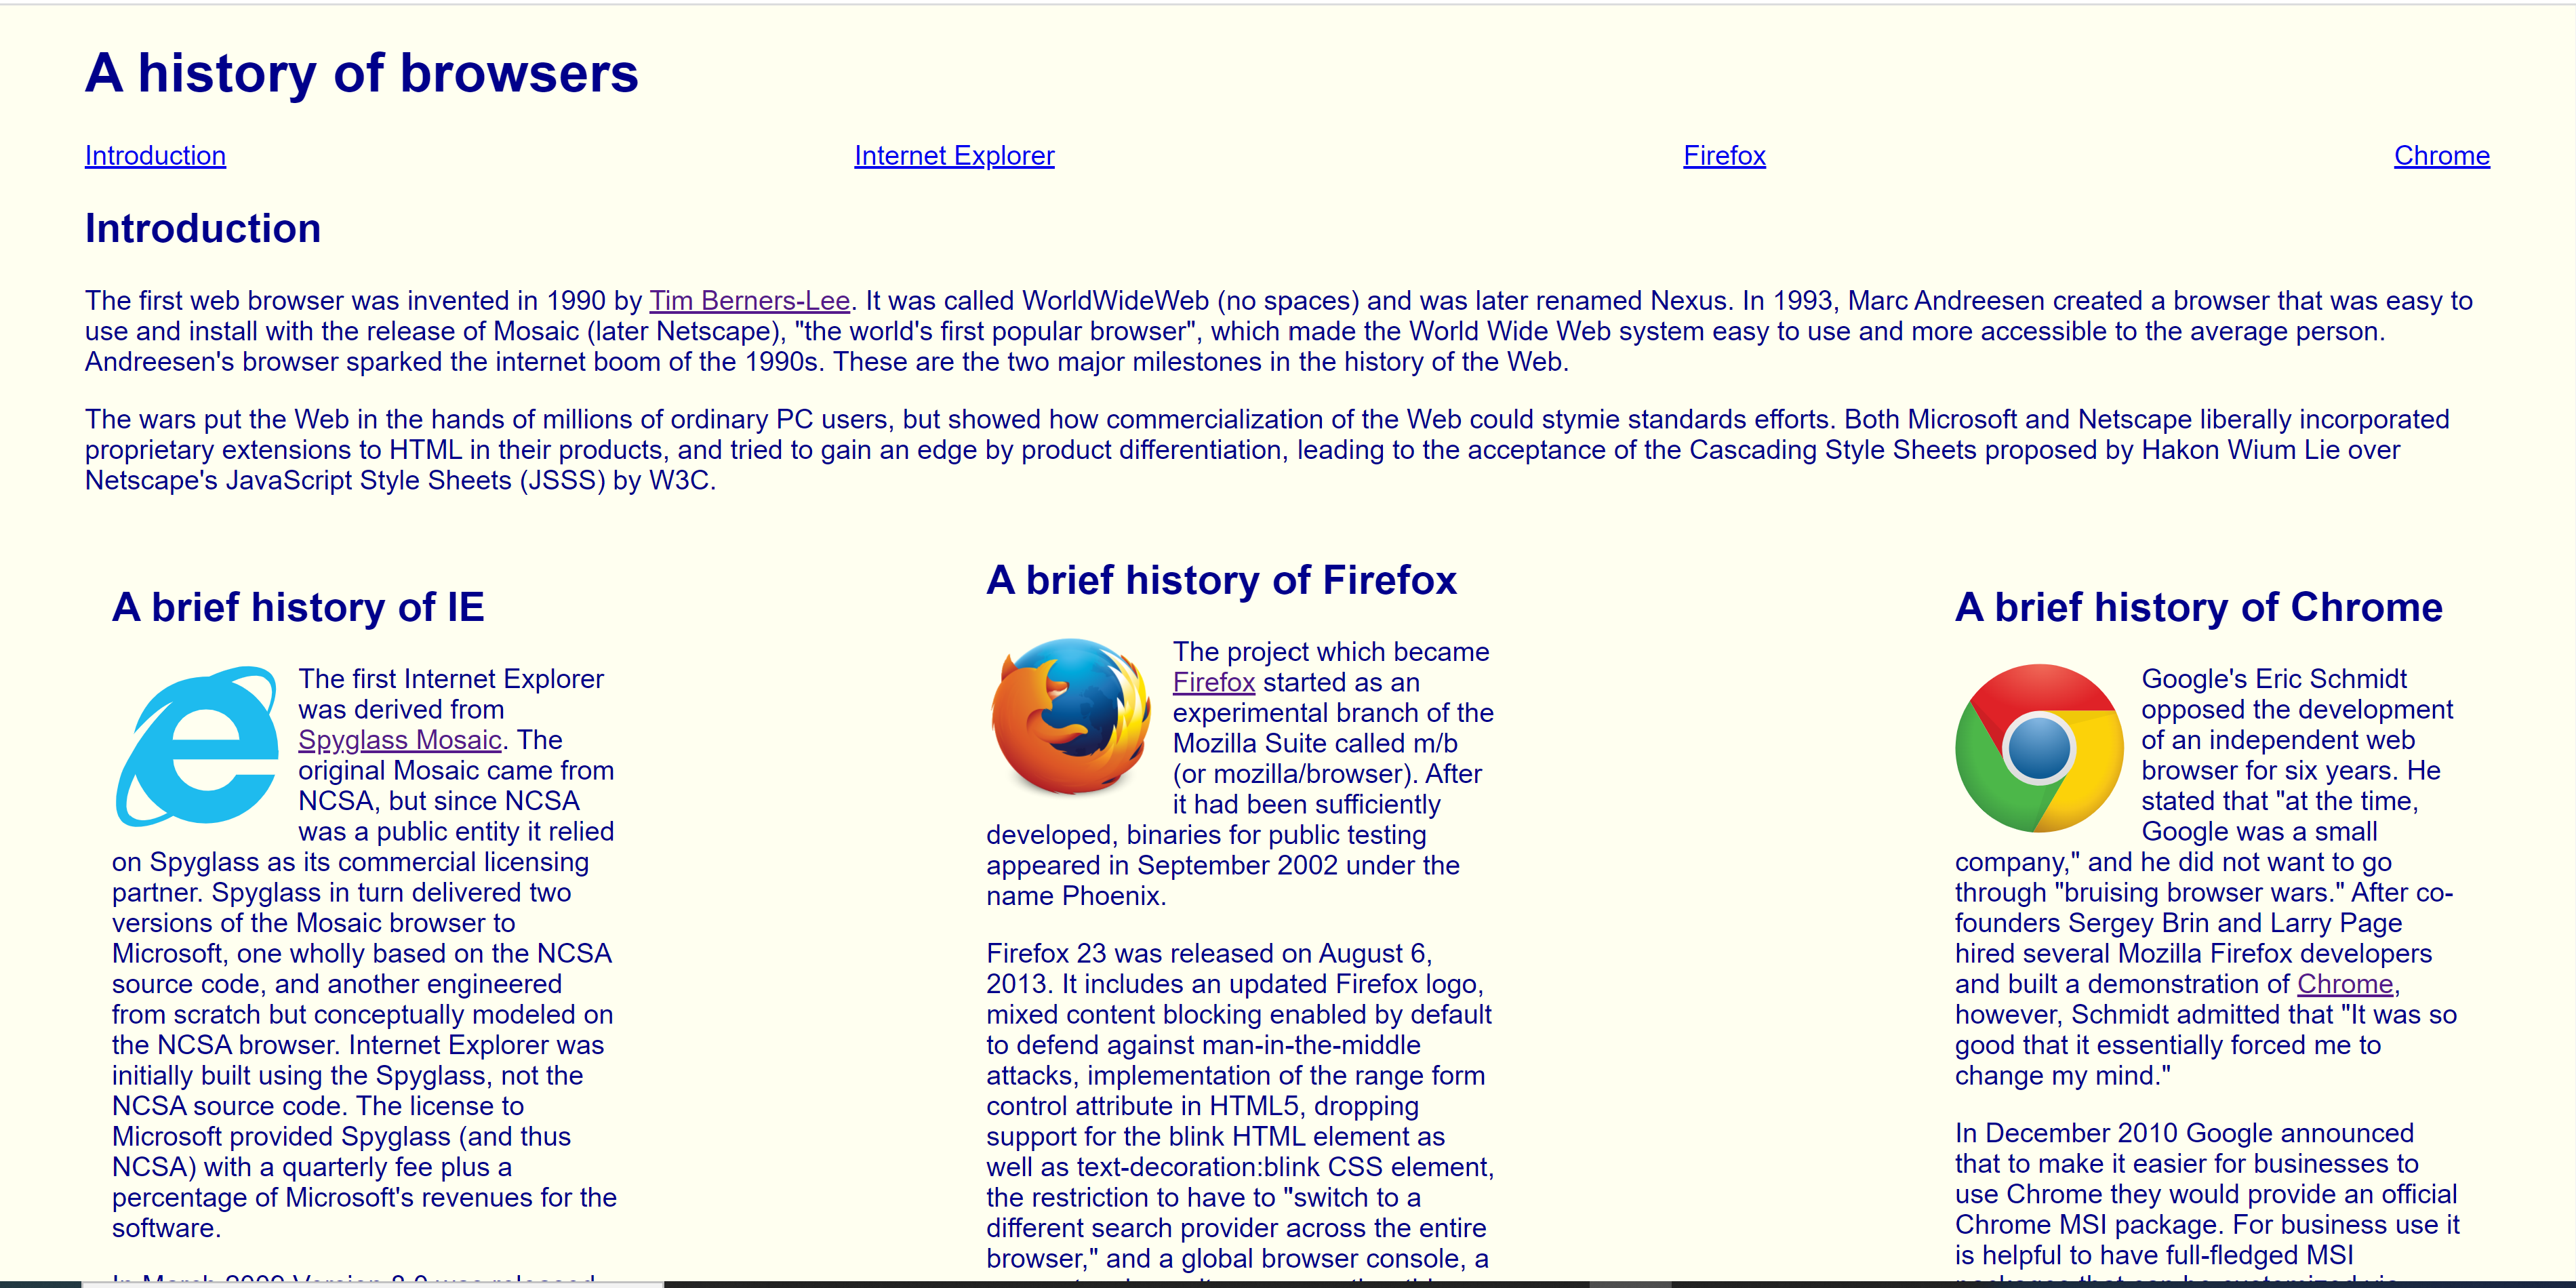 A history of browsers
Introduction
Internet Explorer
Firefox
Chrome
Introduction
The first web browser was invented in 1990 by Tim Berners-Lee. It was called WorldWideWeb (no spaces) and was later renamed Nexus. In 1993, Marc Andreesen created a browser that was easy to
use and install with the release of Mosaic (later Netscape), "the world's first popular browser", which made the World Wide Web system easy to use and more accessible to the average person.
Andreesen's browser sparked the internet boom of the 1990s. These are the two major milestones in the history of the Web.
The wars put the Web in the hands of millions of ordinary PC users, but showed how commercialization of the Web could stymie standards efforts. Both Microsoft and Netscape liberally incorporated
proprietary extensions to HTML in their products, and tried to gain an edge by product differentiation, leading to the acceptance of the Cascading Style Sheets proposed by Hakon Wium Lie over
Netscape's JavaScript Style Sheets (JSSS) by W3C.
A brief history of IE
The first Internet Explorer
was derived from
Spyglass Mosaic. The
original Mosaic came from
NCSA, but since NCSA
was a public entity it relied
on Spyglass as its commercial licensing
partner. Spyglass in turn delivered two
versions of the Mosaic browser to
Microsoft, one wholly based on the NCSA
source code, and another engineered
from scratch but conceptually modeled on
the NCSA browser. Internet Explorer was
initially built using the Spyglass, not the
NCSA source code. The license to
Microsoft provided Spyglass (and thus
NCSA) with a quarterly fee plus a
percentage of Microsoft's revenues for the
software.
A brief history of Firefox
The project which became
Firefox started as an
experimental branch of the
Mozilla Suite called m/b
(or mozilla/browser). After
it had been sufficiently
developed, binaries for public testing
appeared in September 2002 under the
name Phoenix.
Firefox 23 was released on August 6,
2013. It includes an updated Firefox logo,
mixed content blocking enabled by default
to defend against man-in-the-middle
attacks, implementation of the range form
control attribute in HTML5, dropping
support for the blink HTML element as
well as text-decoration:blink CSS element,
the restriction to have to "switch to a
different search provider across the entire
browser," and a global browser console, a
A brief history of Chrome
Google's Eric Schmidt
opposed the development
of an independent web
browser for six years. He
stated that "at the time,
Google was a small
company," and he did not want to go
through "bruising browser wars." After co-
founders Sergey Brin and Larry Page
hired several Mozilla Firefox developers
and built a demonstration of Chrome,
however, Schmidt admitted that "It was so
good that it essentially forced me to
change my mind."
In December 2010 Google announced
that to make it easier for businesses to
use Chrome they would provide an official
Chrome MSI package. For business use it
is helpful to have full-fledged MSI